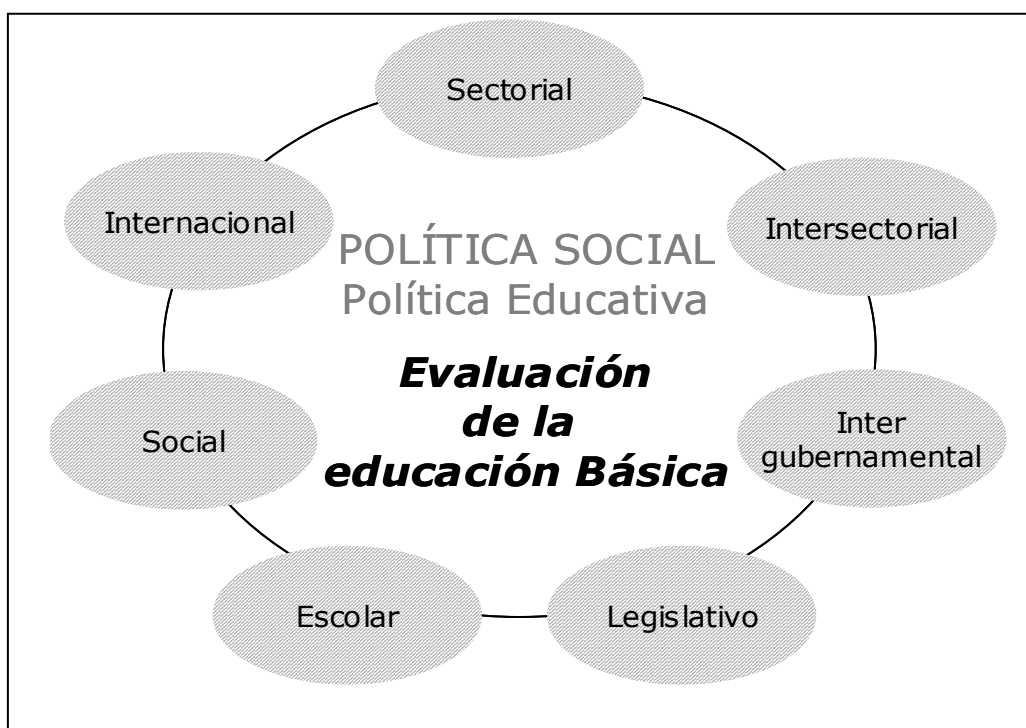 Sectorial
Internacional
Intersectorial
POLÍTICA SOCIAL
Política Educativa
Evaluación
de la
educación Básica
Social
Inter
gubernamental
Escolar
Legislativo